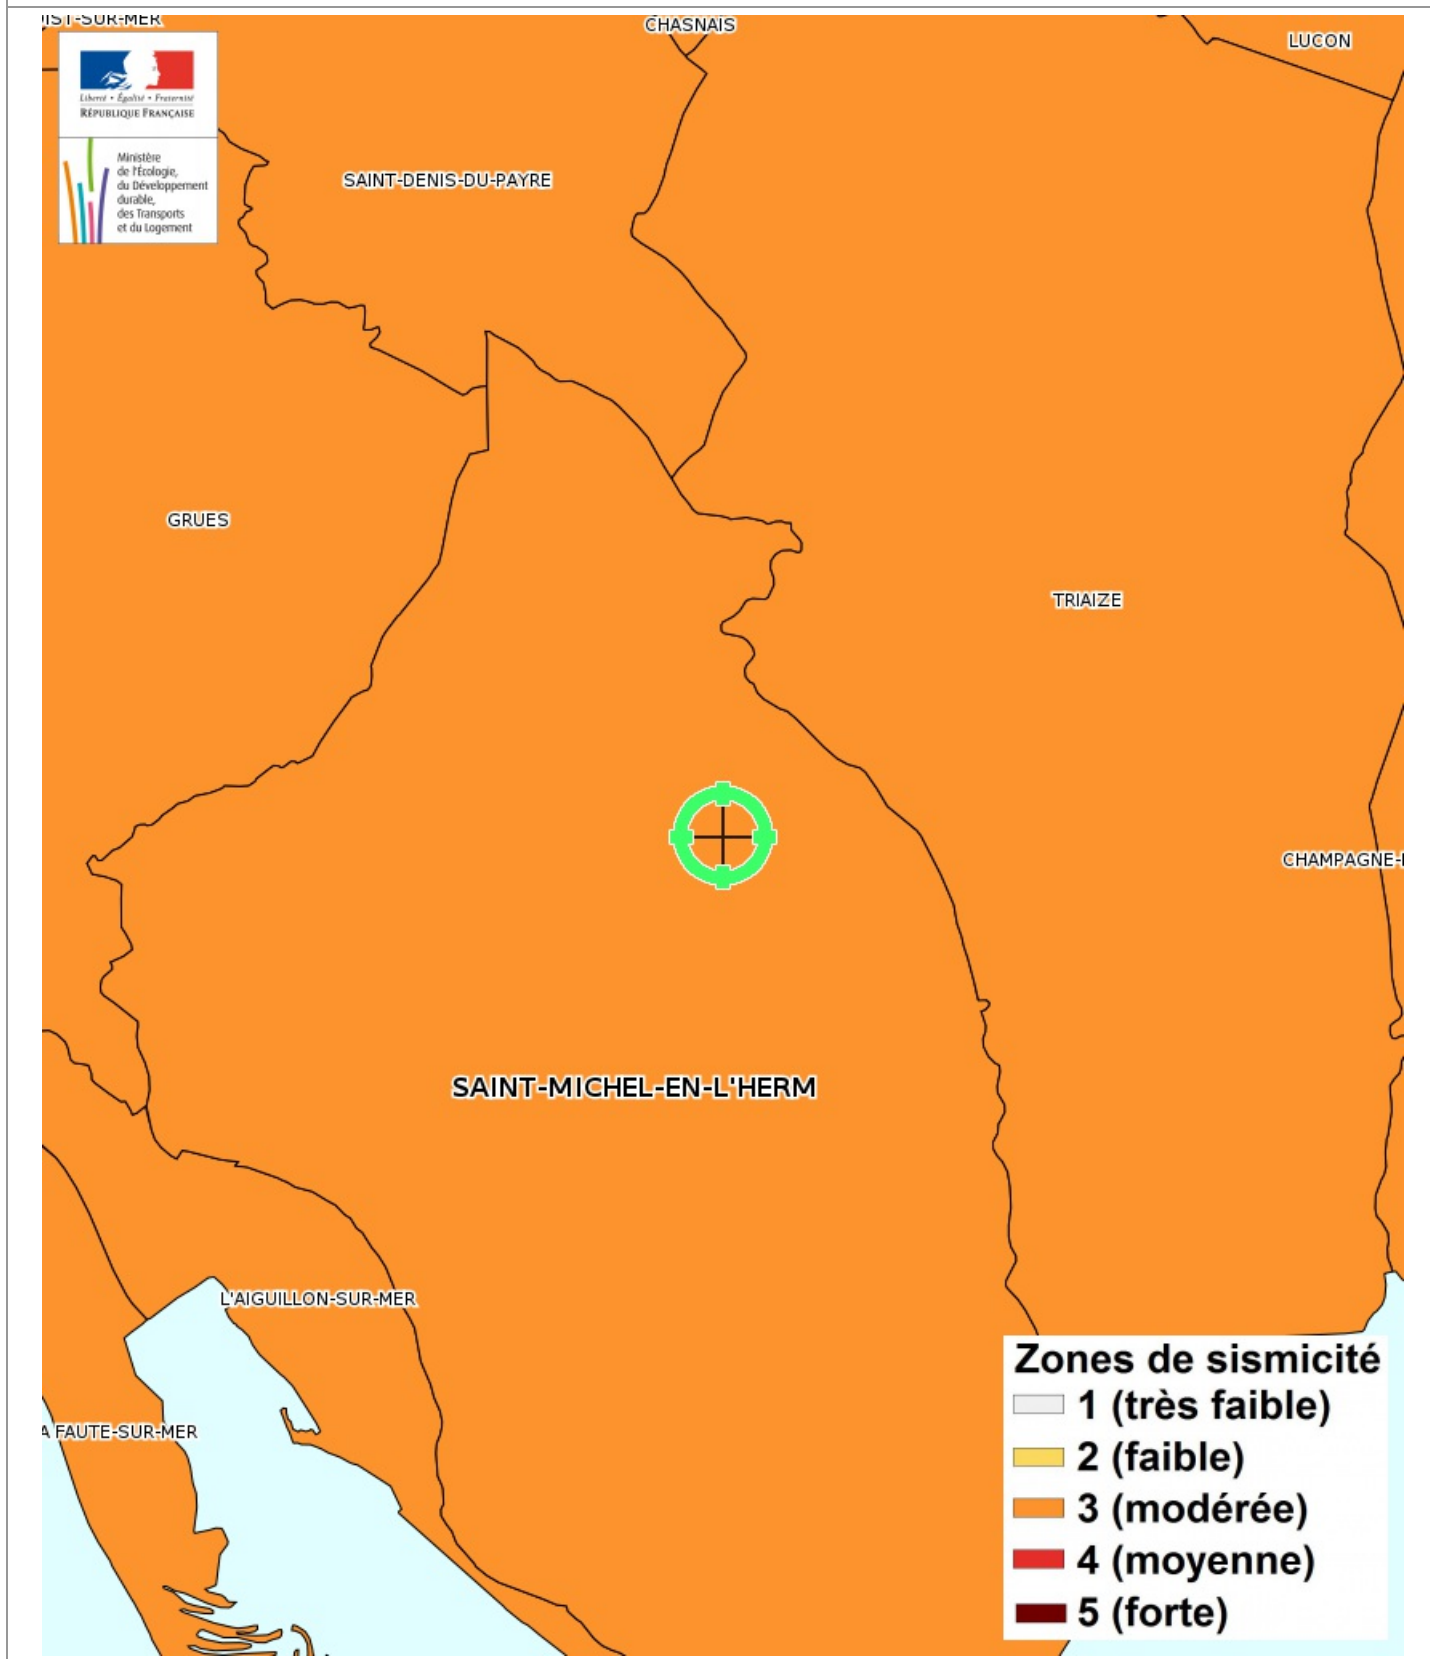 CHASNAIS
LUCON
Liberté • Égalité • Fraternité
RÉPUBLIQUE FRANÇAISE
Ministère
de l'Écologie,
du Développement
durable,
des Transports
et du Logement
SAINT-DENIS-DU-PAYRE
GRUES
TRIAIZE
CHAMPAGNE-
SAINT-MICHEL-EN-L'HERM
L'AIGUILLON-SUR-MER
A FAUTE-SUR-MER
Zones de sismicité
1 (très faible)
2 (faible)
3 (modérée)
4 (moyenne)
5 (forte)